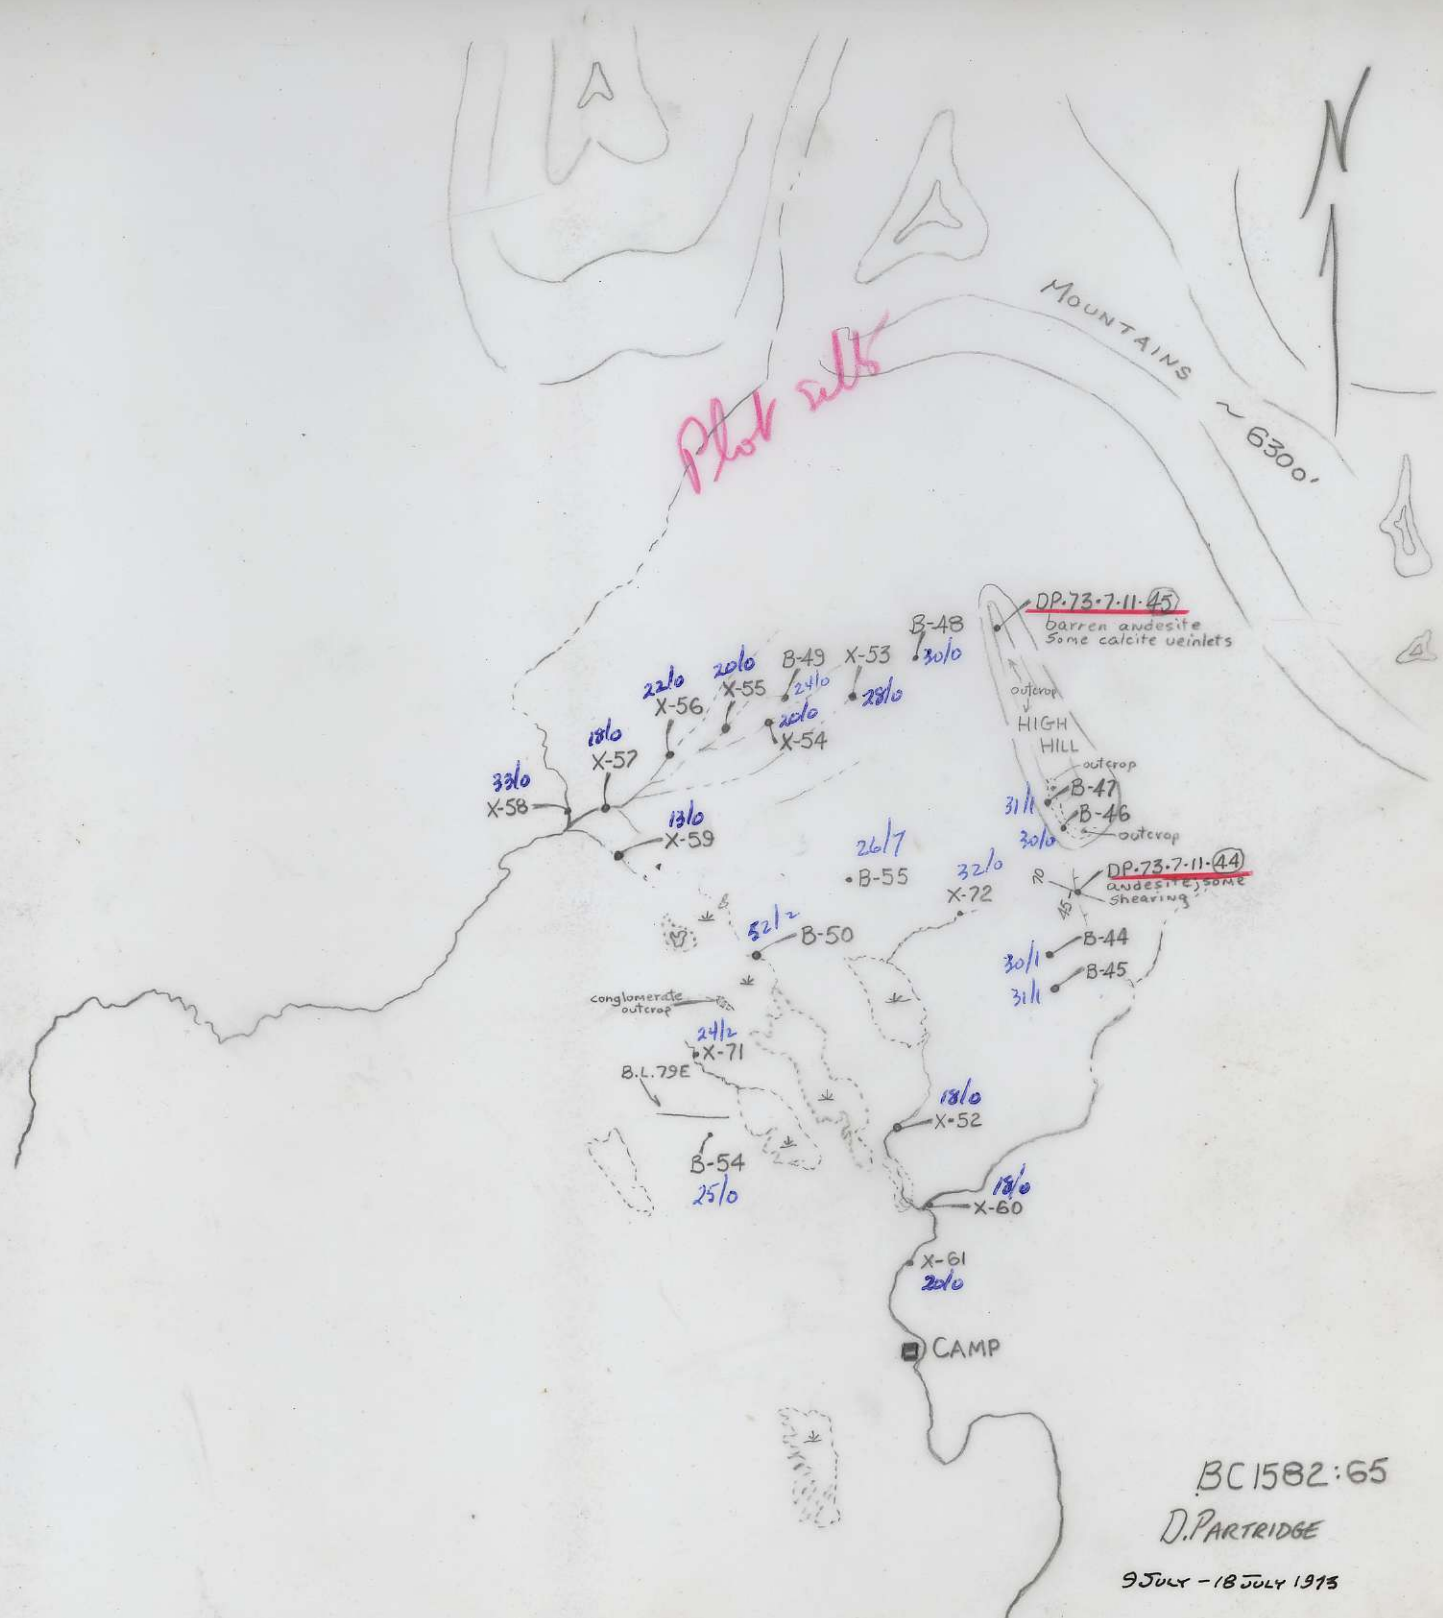 N
MOUNTAINS ~ 6300'
Plot silts
DP.73.7.11.45
barren andesite
some calcite veinlets
B-48
30/0
B-49
24/0
X-53
28/0
20/0
X-55
22/0
X-56
20/0
X-54
18/0
X-57
33/0
X-58
13/0
X-59
outcrop
HIGH
HILL
outcrop
B-47
31/1
B-46
30/0
outcrop
26/7
B-55
32/0
X-72
70
45
DP.73.7.11.44
andesite; some
shearing
52/2
B-50
B-44
30/1
B-45
31/1
conglomerate
outcrop
24/2
X-71
B.L.79E
B-54
25/0
18/0
X-52
18/0
X-60
X-61
20/0
CAMP
BC1582:65
D.PARTRIDGE
9 JULY - 18 JULY 1973